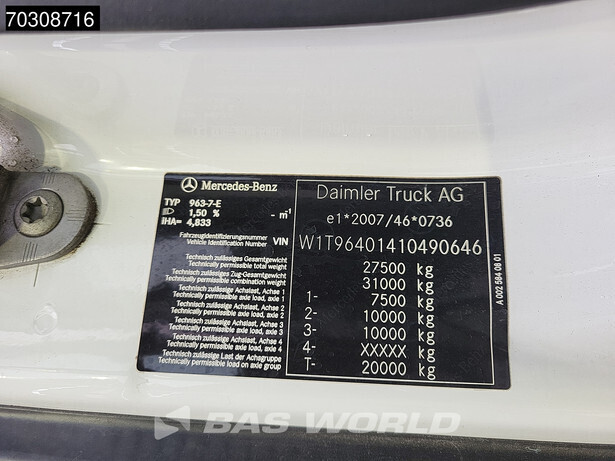 70308716
Mercedes-Benz
TYP 963-7-E
1,50 % - m⁻¹
iHA= 4,833
Fahrzeugidentifizierungsnummer
Vehicle Identification Number VIN
Daimler Truck AG
e1*2007/46*0736
W1T96401410490646
Technisch zulässiges Gesamtgewicht
Technically permissible total weight 27500 kg
Technisch zulässiges Zug-Gesamtgewicht
Technically permissible combination weight 31000 kg
Technisch zulässige Achslast, Achse 1
Technically permissible axle load, axle 1 1- 7500 kg
Technisch zulässige Achslast, Achse 2
Technically permissible axle load, axle 2 2- 10000 kg
Technisch zulässige Achslast, Achse 3
Technically permissible axle load, axle 3 3- 10000 kg
Technisch zulässige Achslast, Achse 4
Technically permissible axle load, axle 4 4- XXXXX kg
Technisch zulässige Last der Achsgruppe
Technically permissible load on axle group T- 20000 kg
A 002 584 08 01
BAS WORLD